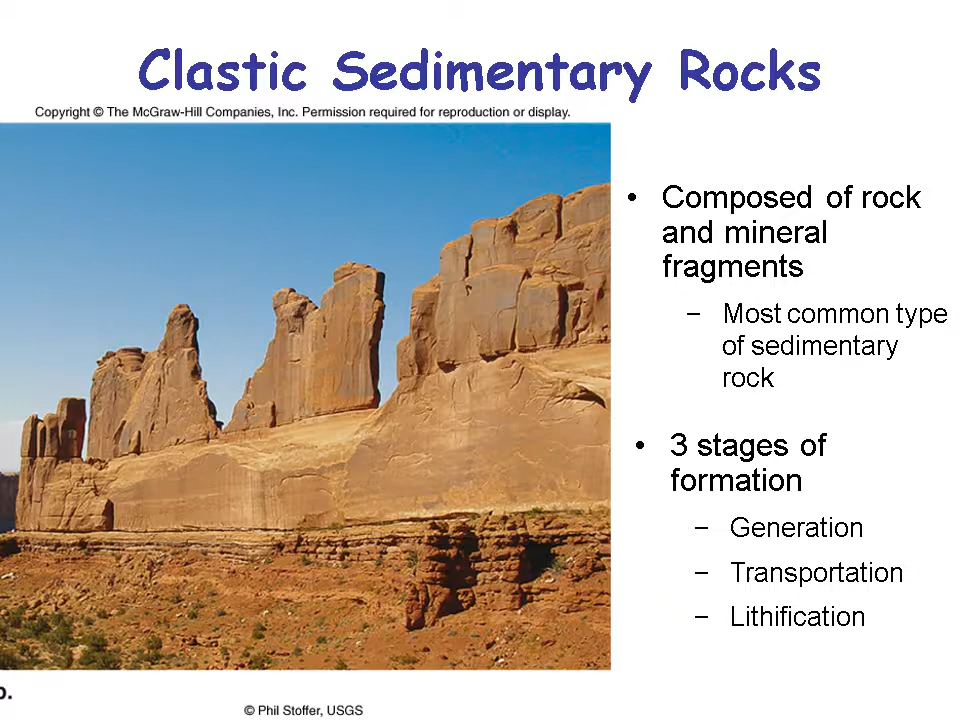 Clastic Sedimentary Rocks
Copyright © The McGraw-Hill Companies, Inc. Permission required for reproduction or display.
• Composed of rock
and mineral
fragments
– Most common type
of sedimentary
rock
• 3 stages of
formation
– Generation
– Transportation
– Lithification
b.
© Phil Stoffer, USGS